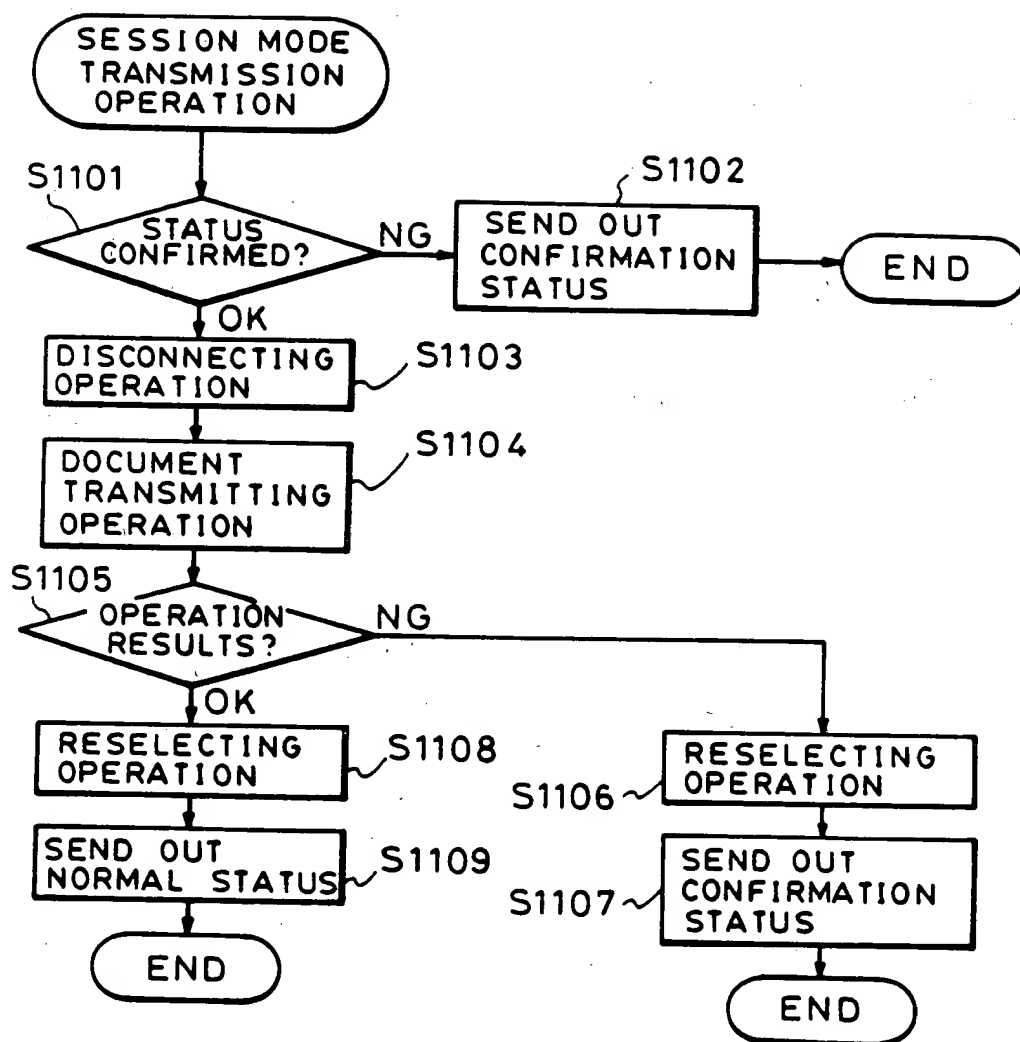 SESSION MODE
TRANSMISSION
OPERATION
S1101
STATUS
CONFIRMED?
NG
S1102
SEND OUT
CONFIRMATION
STATUS
END
OK
DISCONNECTING
OPERATION
S1103
DOCUMENT
TRANSMITTING
OPERATION
S1104
S1105
OPERATION
RESULTS?
NG
OK
RESELECTING
OPERATION
S1108
SEND OUT
NORMAL STATUS
S1109
END
RESELECTING
OPERATION
S1106
SEND OUT
CONFIRMATION
STATUS
S1107
END